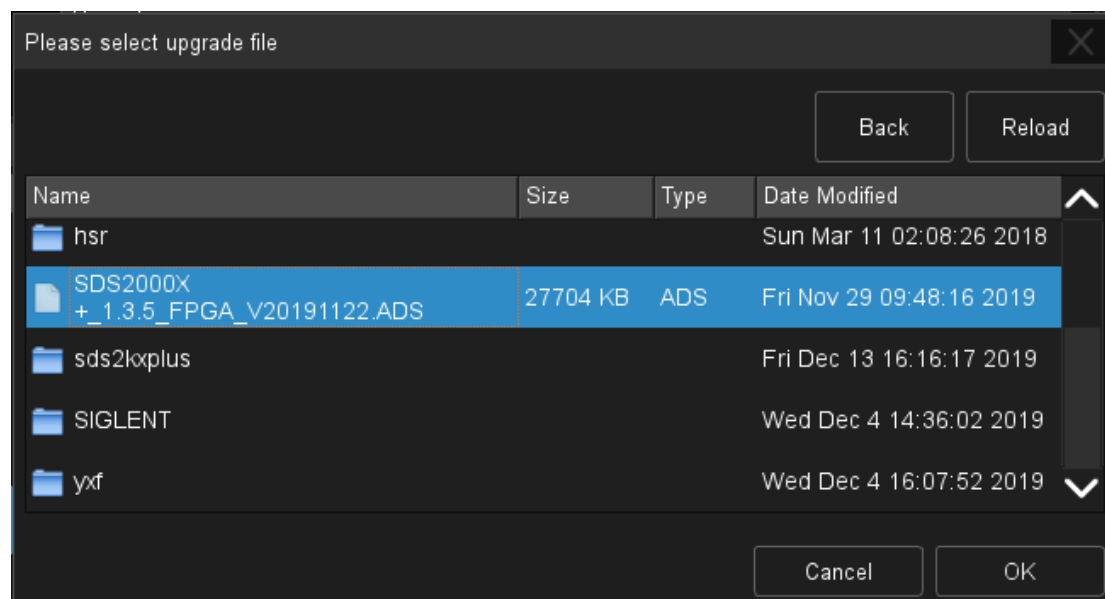 Please select upgrade file
Back Reload
Name Size Type Date Modified
hsr Sun Mar 11 02:08:26 2018
SDS2000X
+_1.3.5_FPGA_V20191122.ADS 27704 KB ADS Fri Nov 29 09:48:16 2019
sds2kxplus Fri Dec 13 16:16:17 2019
SIGLENT Wed Dec 4 14:36:02 2019
yxf Wed Dec 4 16:07:52 2019
Cancel OK